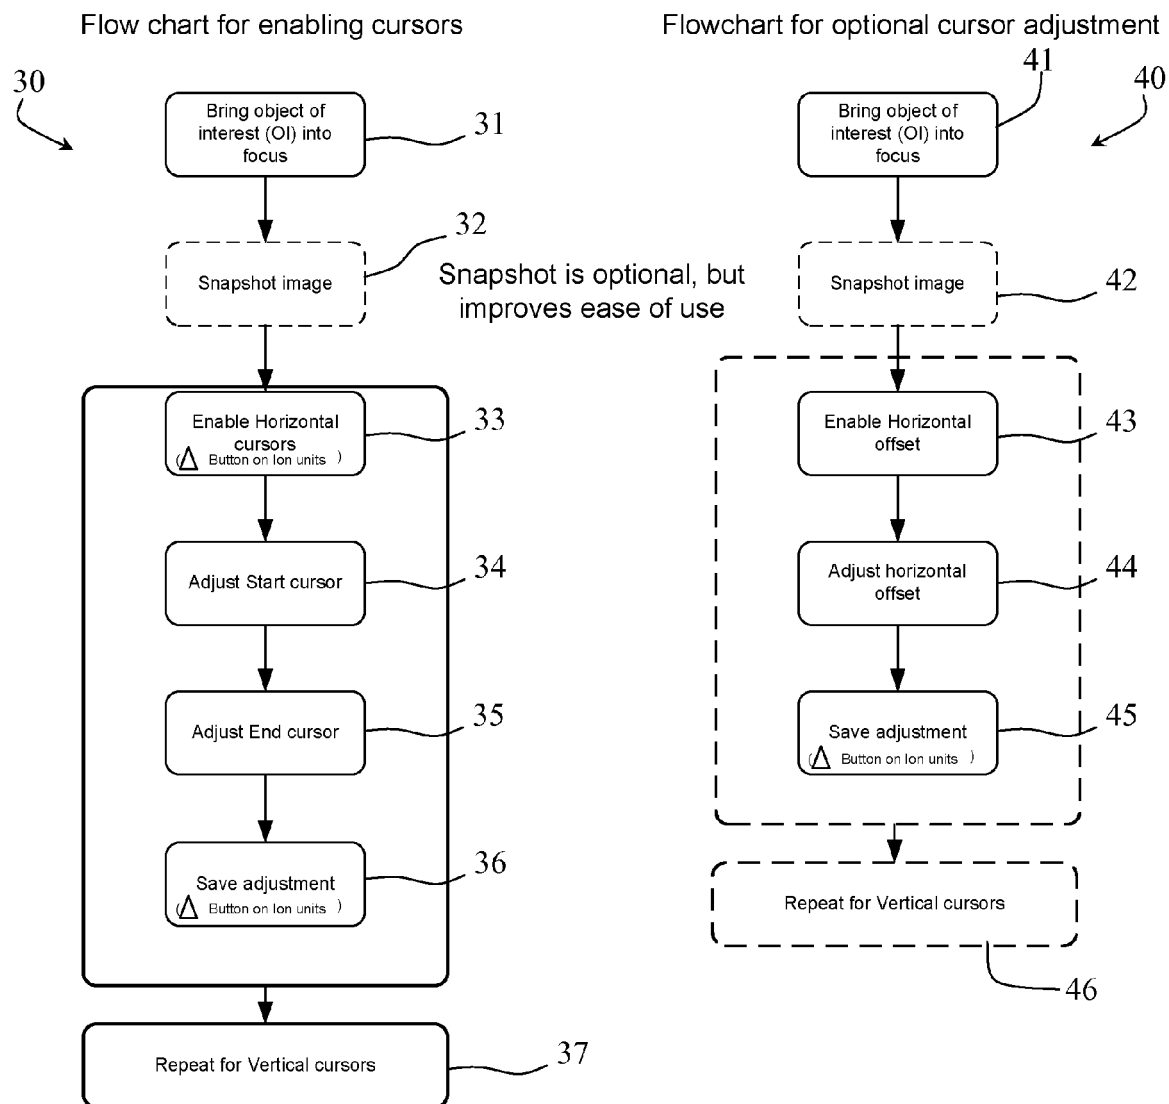 Flow chart for enabling cursors
30
Bring object of
interest (OI) into
focus
31
Snapshot image
32
Snapshot is optional, but
improves ease of use
Enable Horizontal
cursors
(Δ Button on Ion units )
33
Adjust Start cursor
34
Adjust End cursor
35
Save adjustment
(Δ Button on Ion units )
36
Repeat for Vertical cursors
37
Flowchart for optional cursor adjustment
40
Bring object of
interest (OI) into
focus
41
Snapshot image
42
Enable Horizontal
offset
43
Adjust horizontal
offset
44
Save adjustment
(Δ Button on Ion units )
45
Repeat for Vertical cursors
46